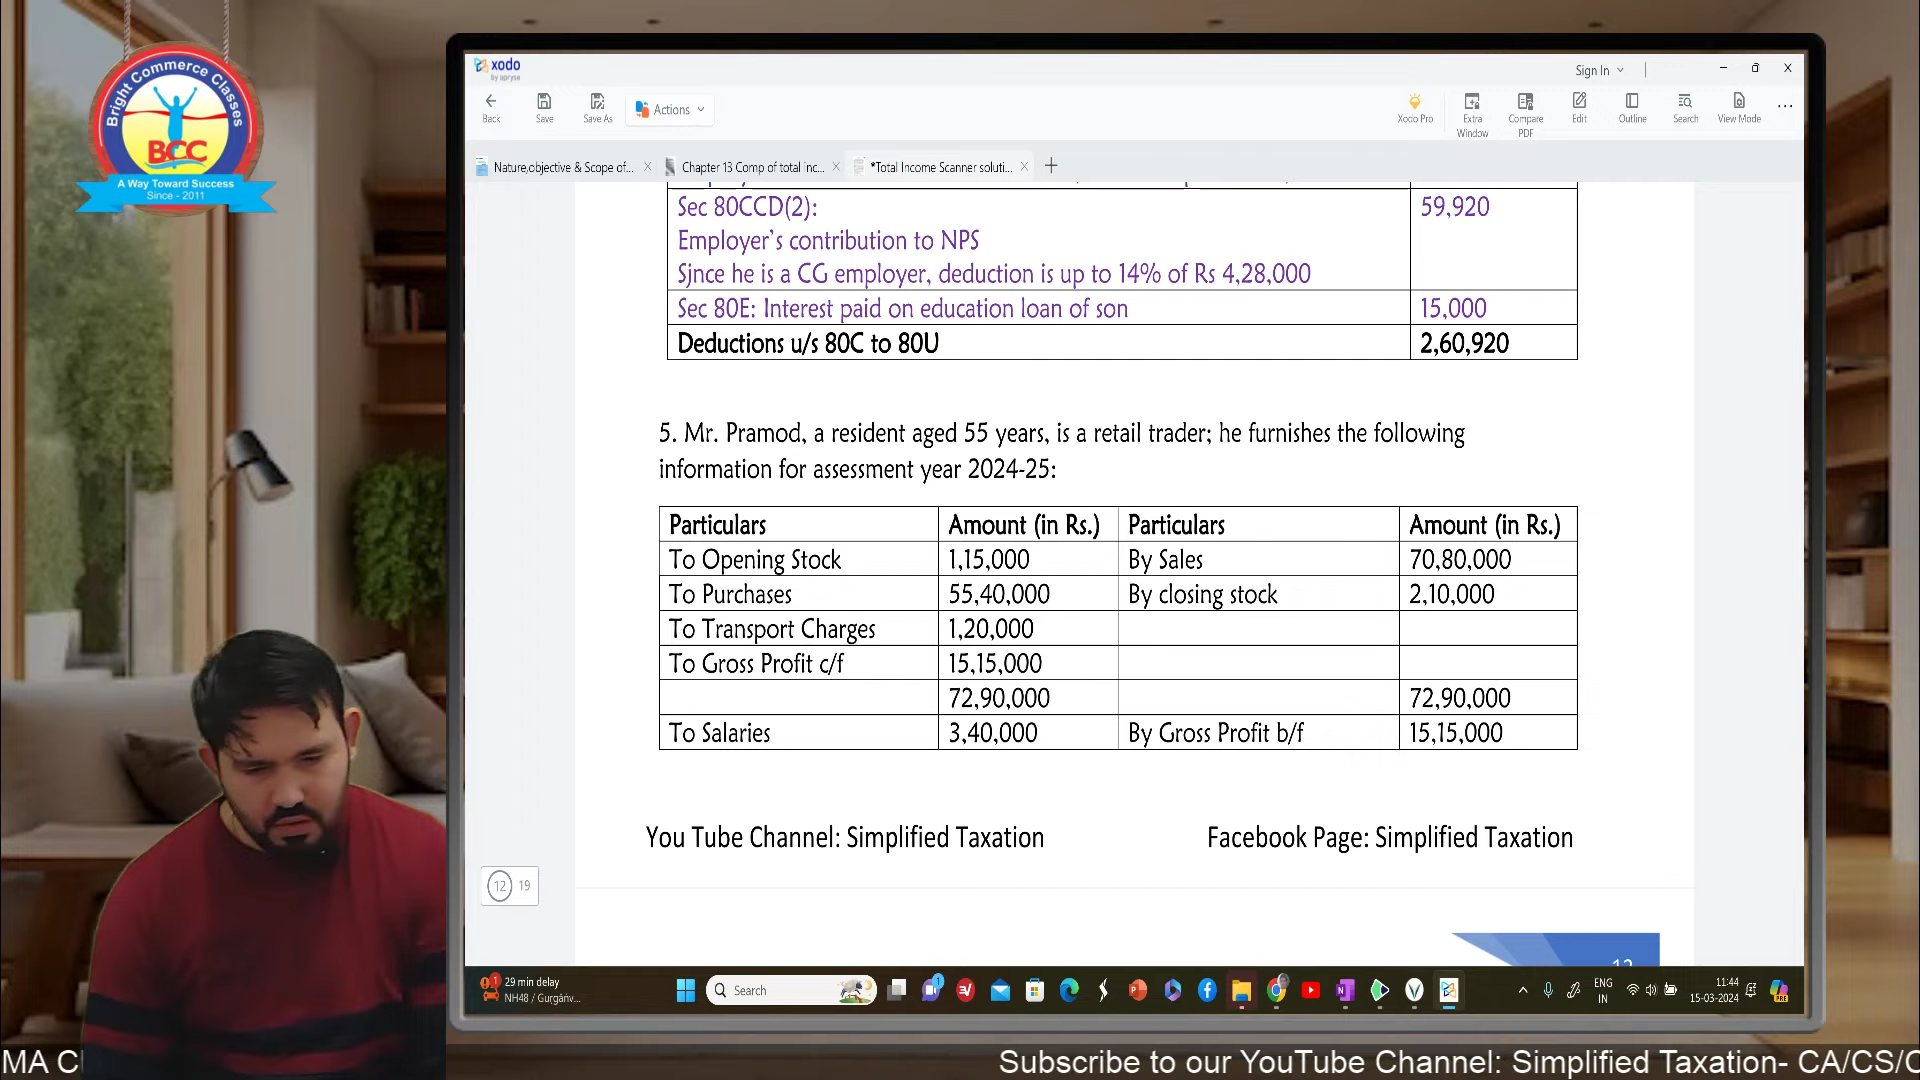 Bright Commerce Classes
BCC
A Way Toward Success
Since - 2011
xodo
by apryse
Sign In
Back
Save
Save As
Actions
Xodo Pro
Extra Window
Compare PDF
Edit
Outline
Search
View Mode
Nature,objective & Scope of...
Chapter 13 Comp of total inc...
*Total Income Scanner soluti...
Sec 80CCD(2): 59,920
Employer's contribution to NPS
Sjnce he is a CG employer, deduction is up to 14% of Rs 4,28,000
Sec 80E: Interest paid on education loan of son 15,000
Deductions u/s 80C to 80U 2,60,920
5. Mr. Pramod, a resident aged 55 years, is a retail trader; he furnishes the following
information for assessment year 2024-25:
Particulars Amount (in Rs.) Particulars Amount (in Rs.)
To Opening Stock 1,15,000 By Sales 70,80,000
To Purchases 55,40,000 By closing stock 2,10,000
To Transport Charges 1,20,000
To Gross Profit c/f 15,15,000
72,90,000 72,90,000
To Salaries 3,40,000 By Gross Profit b/f 15,15,000
You Tube Channel: Simplified Taxation Facebook Page: Simplified Taxation
12 19
29 min delay
NH48 / Gurgāṅv...
Search
ENG
IN
11:44
15-03-2024
MA C
Subscribe to our YouTube Channel: Simplified Taxation- CA/CS/C